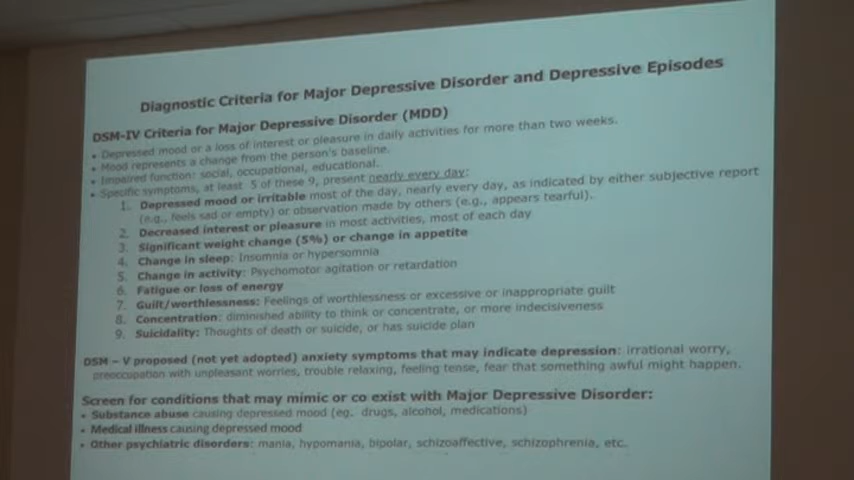 Diagnostic Criteria for Major Depressive Disorder and Depressive Episodes
DSM-IV Criteria for Major Depressive Disorder (MDD)
• Depressed mood or a loss of interest or pleasure in daily activities for more than two weeks.
• Mood represents a change from the person's baseline.
• Impaired function: social, occupational, educational.
• Specific symptoms, at least 5 of these 9, present nearly every day:
1. Depressed mood or irritable most of the day, nearly every day, as indicated by either subjective report
(e.g., feels sad or empty) or observation made by others (e.g., appears tearful).
2. Decreased interest or pleasure in most activities, most of each day
3. Significant weight change (5%) or change in appetite
4. Change in sleep: Insomnia or hypersomnia
5. Change in activity: Psychomotor agitation or retardation
6. Fatigue or loss of energy
7. Guilt/worthlessness: Feelings of worthlessness or excessive or inappropriate guilt
8. Concentration: diminished ability to think or concentrate, or more indecisiveness
9. Suicidality: Thoughts of death or suicide, or has suicide plan
DSM – V proposed (not yet adopted) anxiety symptoms that may indicate depression: irrational worry,
preoccupation with unpleasant worries, trouble relaxing, feeling tense, fear that something awful might happen.
Screen for conditions that may mimic or co exist with Major Depressive Disorder:
• Substance abuse causing depressed mood (eg. drugs, alcohol, medications)
• Medical illness causing depressed mood
• Other psychiatric disorders: mania, hypomania, bipolar, schizoaffective, schizophrenia, etc.